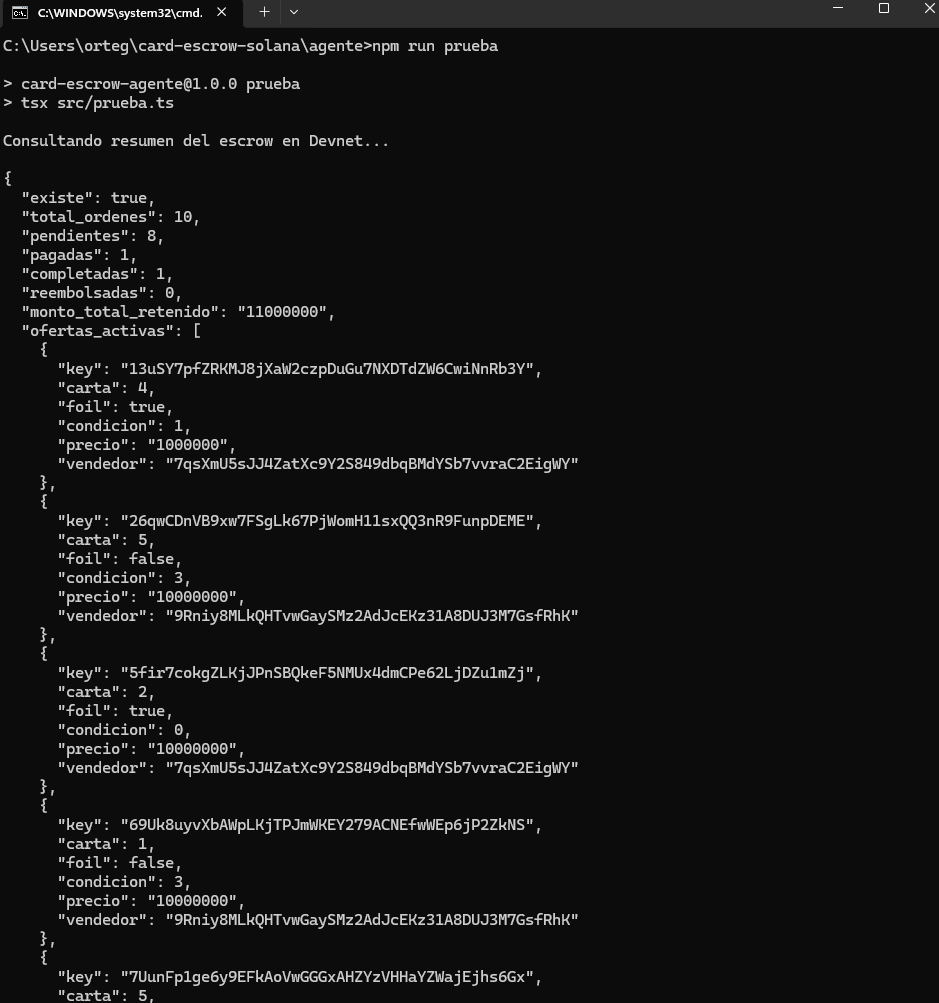 C:\WINDOWS\system32\cmd.
C:\Users\orteg\card-escrow-solana\agente>npm run prueba
> card-escrow-agente@1.0.0 prueba
> tsx src/prueba.ts
Consultando resumen del escrow en Devnet...
{
"existe": true,
"total_ordenes": 10,
"pendientes": 8,
"pagadas": 1,
"completadas": 1,
"reembolsadas": 0,
"monto_total_retenido": "11000000",
"ofertas_activas": [
{
"key": "13uSY7pfZRKMJ8jXaW2czpDuGu7NXDTdZW6CwiNnRb3Y",
"carta": 4,
"foil": true,
"condicion": 1,
"precio": "1000000",
"vendedor": "7qsXmU5sJJ4ZatXc9Y2S849dbqBMdYSb7vvraC2EigWY"
},
{
"key": "26qwCDnVB9xw7FSgLk67PjWomH11sxQQ3nR9FunpDEME",
"carta": 5,
"foil": false,
"condicion": 3,
"precio": "10000000",
"vendedor": "9Rniy8MLkQHTvwGaySMz2AdJcEKz31A8DUJ3M7GsfRhK"
},
{
"key": "5fir7cokgZLKjJPnSBQkeF5NMUx4dmCPe62LjDZu1mZj",
"carta": 2,
"foil": true,
"condicion": 0,
"precio": "10000000",
"vendedor": "7qsXmU5sJJ4ZatXc9Y2S849dbqBMdYSb7vvraC2EigWY"
},
{
"key": "69Uk8uyvXbAWpLKjTPJmWKEY279ACNEfwWEp6jP2ZkNS",
"carta": 1,
"foil": false,
"condicion": 3,
"precio": "10000000",
"vendedor": "9Rniy8MLkQHTvwGaySMz2AdJcEKz31A8DUJ3M7GsfRhK"
},
{
"key": "7UunFp1ge6y9EFkAoVwGGGxAHZYzVHHaYZWajEjhs6Gx",
"carta": 5,